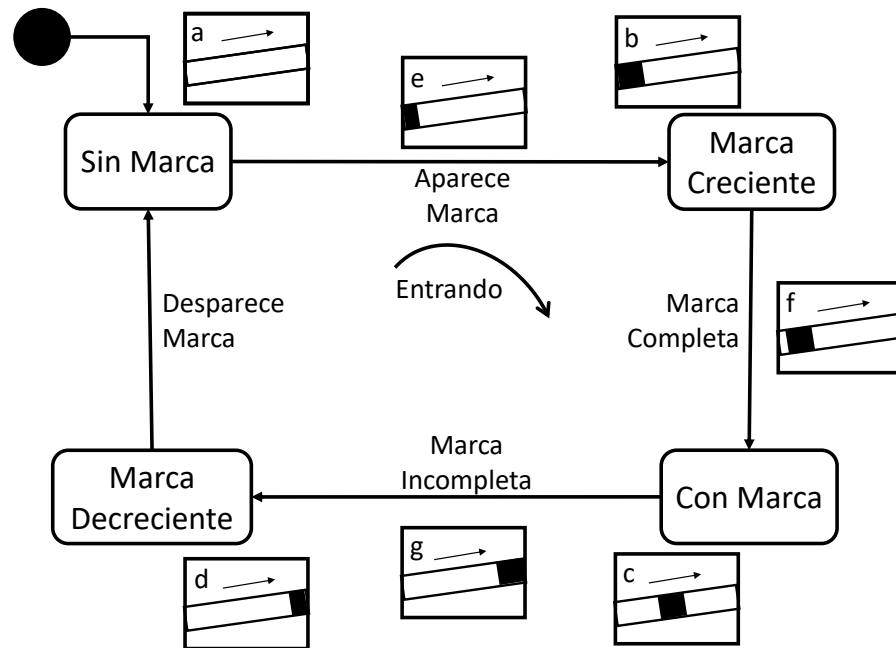 a
e
b
Sin Marca
Marca
Creciente
Aparece
Marca
Entrando
Desparece
Marca
Marca
Completa
f
Marca
Incompleta
Marca
Decreciente
Con Marca
d
g
c